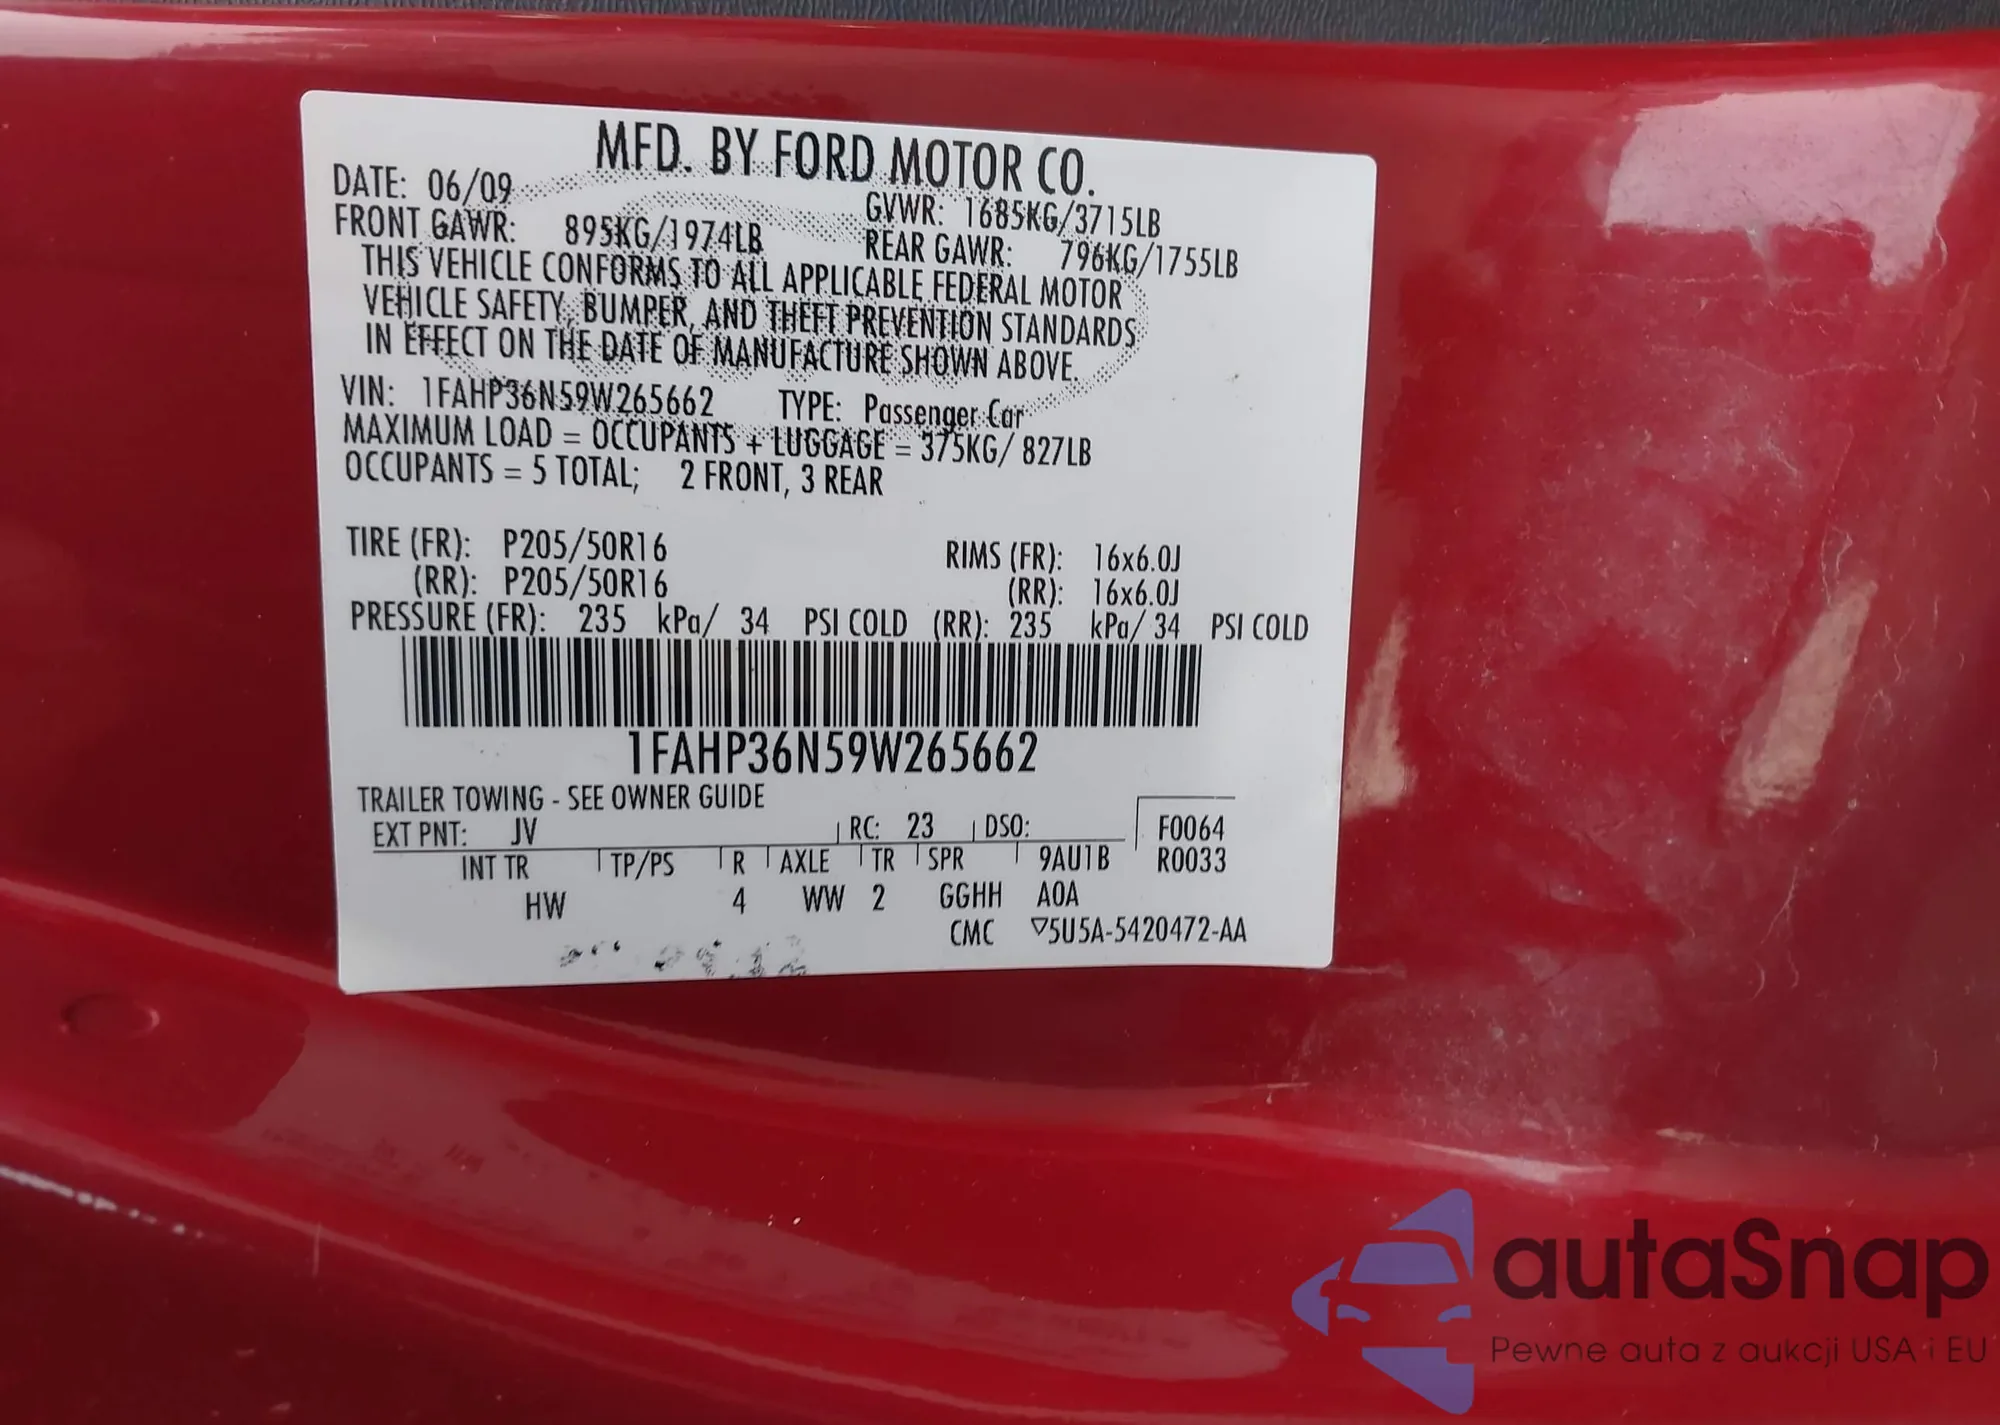 MFD. BY FORD MOTOR CO.
DATE: 06/09 GVWR: 1685KG/3715LB
FRONT GAWR: 895KG/1974LB REAR GAWR: 796KG/1755LB
THIS VEHICLE CONFORMS TO ALL APPLICABLE FEDERAL MOTOR
VEHICLE SAFETY, BUMPER, AND THEFT PREVENTION STANDARDS
IN EFFECT ON THE DATE OF MANUFACTURE SHOWN ABOVE.
VIN: 1FAHP36N59W265662 TYPE: Passenger Car
MAXIMUM LOAD = OCCUPANTS + LUGGAGE = 375KG/ 827LB
OCCUPANTS = 5 TOTAL; 2 FRONT, 3 REAR
TIRE (FR): P205/50R16 RIMS (FR): 16x6.0J
(RR): P205/50R16 (RR): 16x6.0J
PRESSURE (FR): 235 kPa/ 34 PSI COLD (RR): 235 kPa/ 34 PSI COLD
1FAHP36N59W265662
TRAILER TOWING - SEE OWNER GUIDE
EXT PNT: JV RC: 23 DSO: F0064
INT TR TP/PS R AXLE TR SPR 9AU1B R0033
HW 4 WW 2 GGHH A0A
CMC ▽5U5A-5420472-AA
autaSnap
Pewne auta z aukcji USA i EU